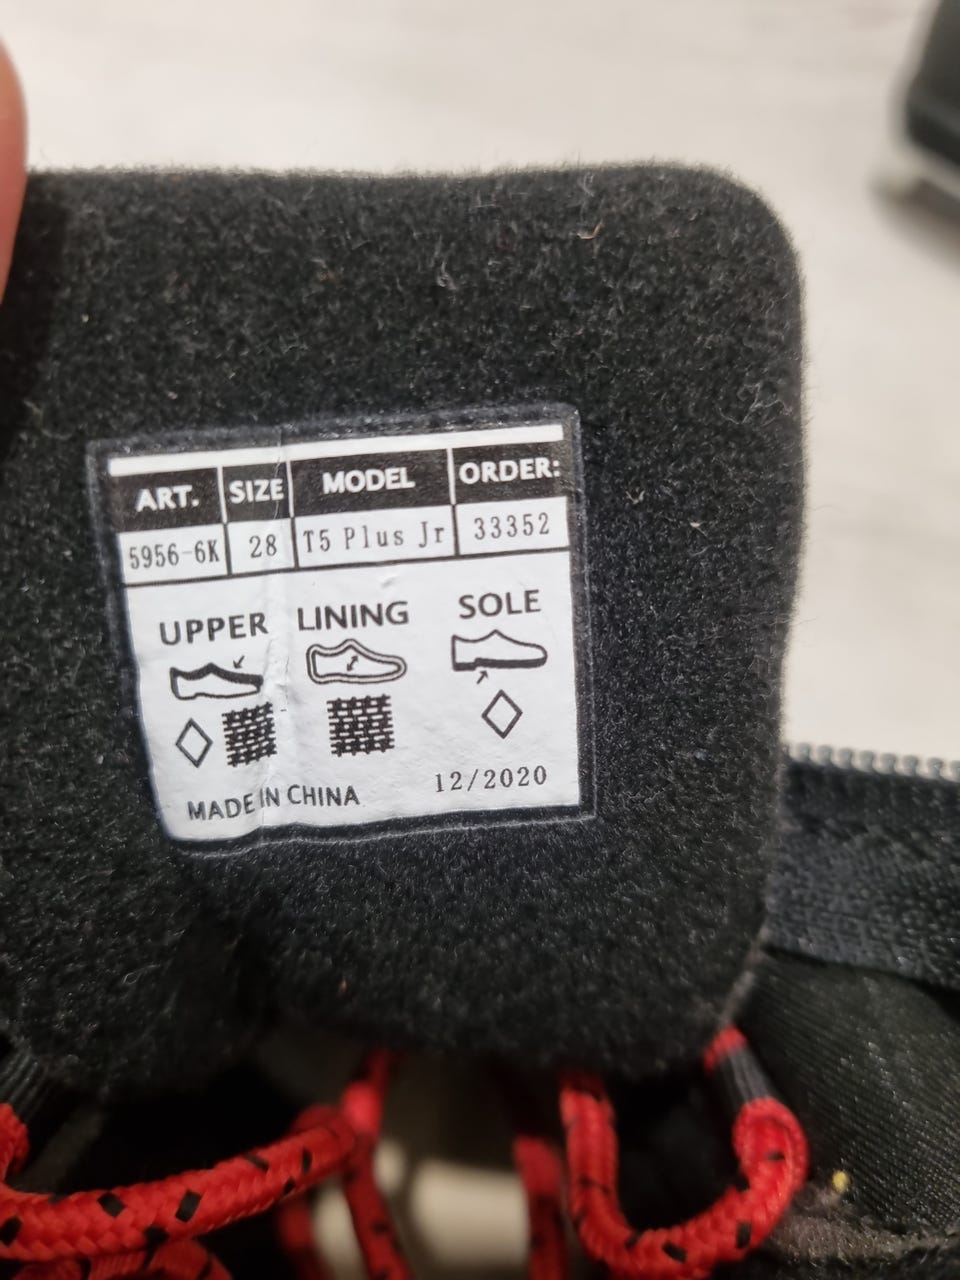 ART. SIZE MODEL ORDER:
5956-6K 28 T5 Plus Jr 33352
UPPER LINING SOLE
12/2020
MADE IN CHINA